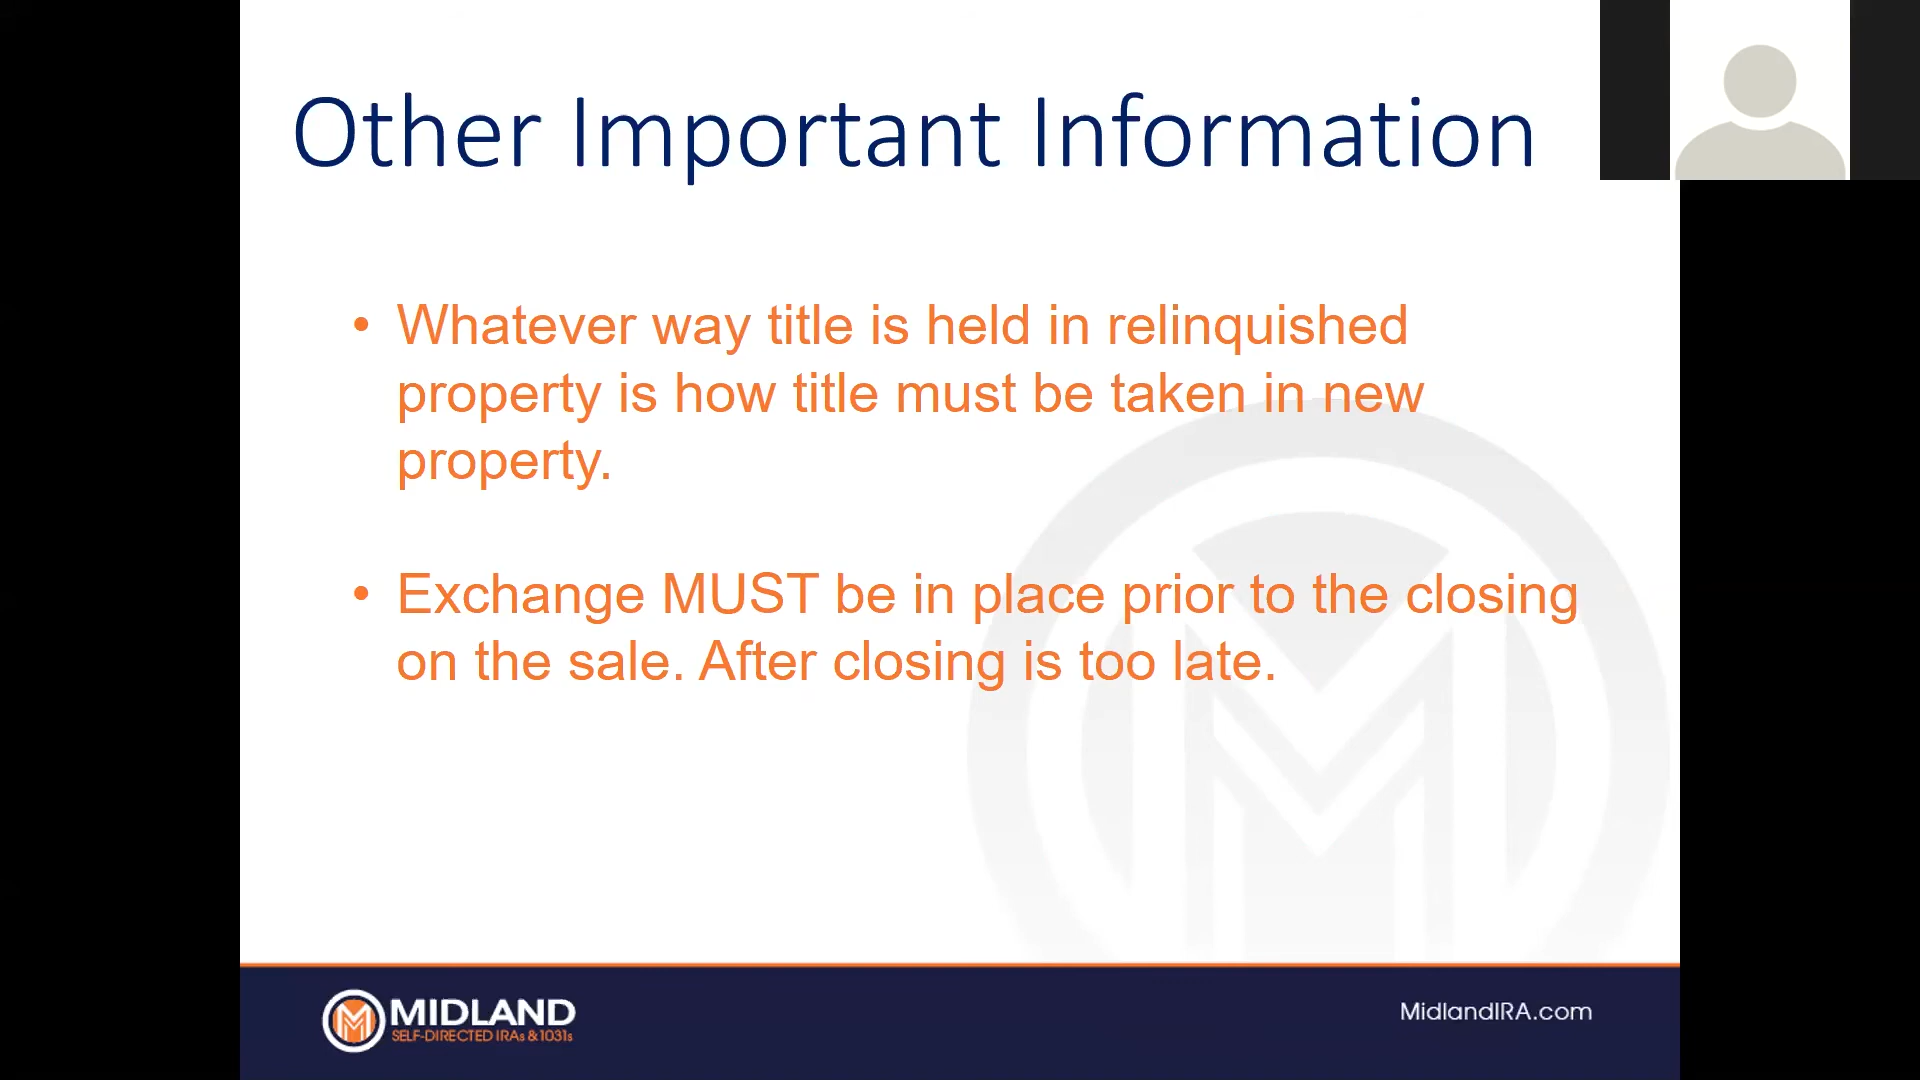 Other Important Information
• Whatever way title is held in relinquished
property is how title must be taken in new
property.
• Exchange MUST be in place prior to the closing
on the sale. After closing is too late.
MIDLAND
SELF-DIRECTED IRAs & 1031s
MidlandIRA.com